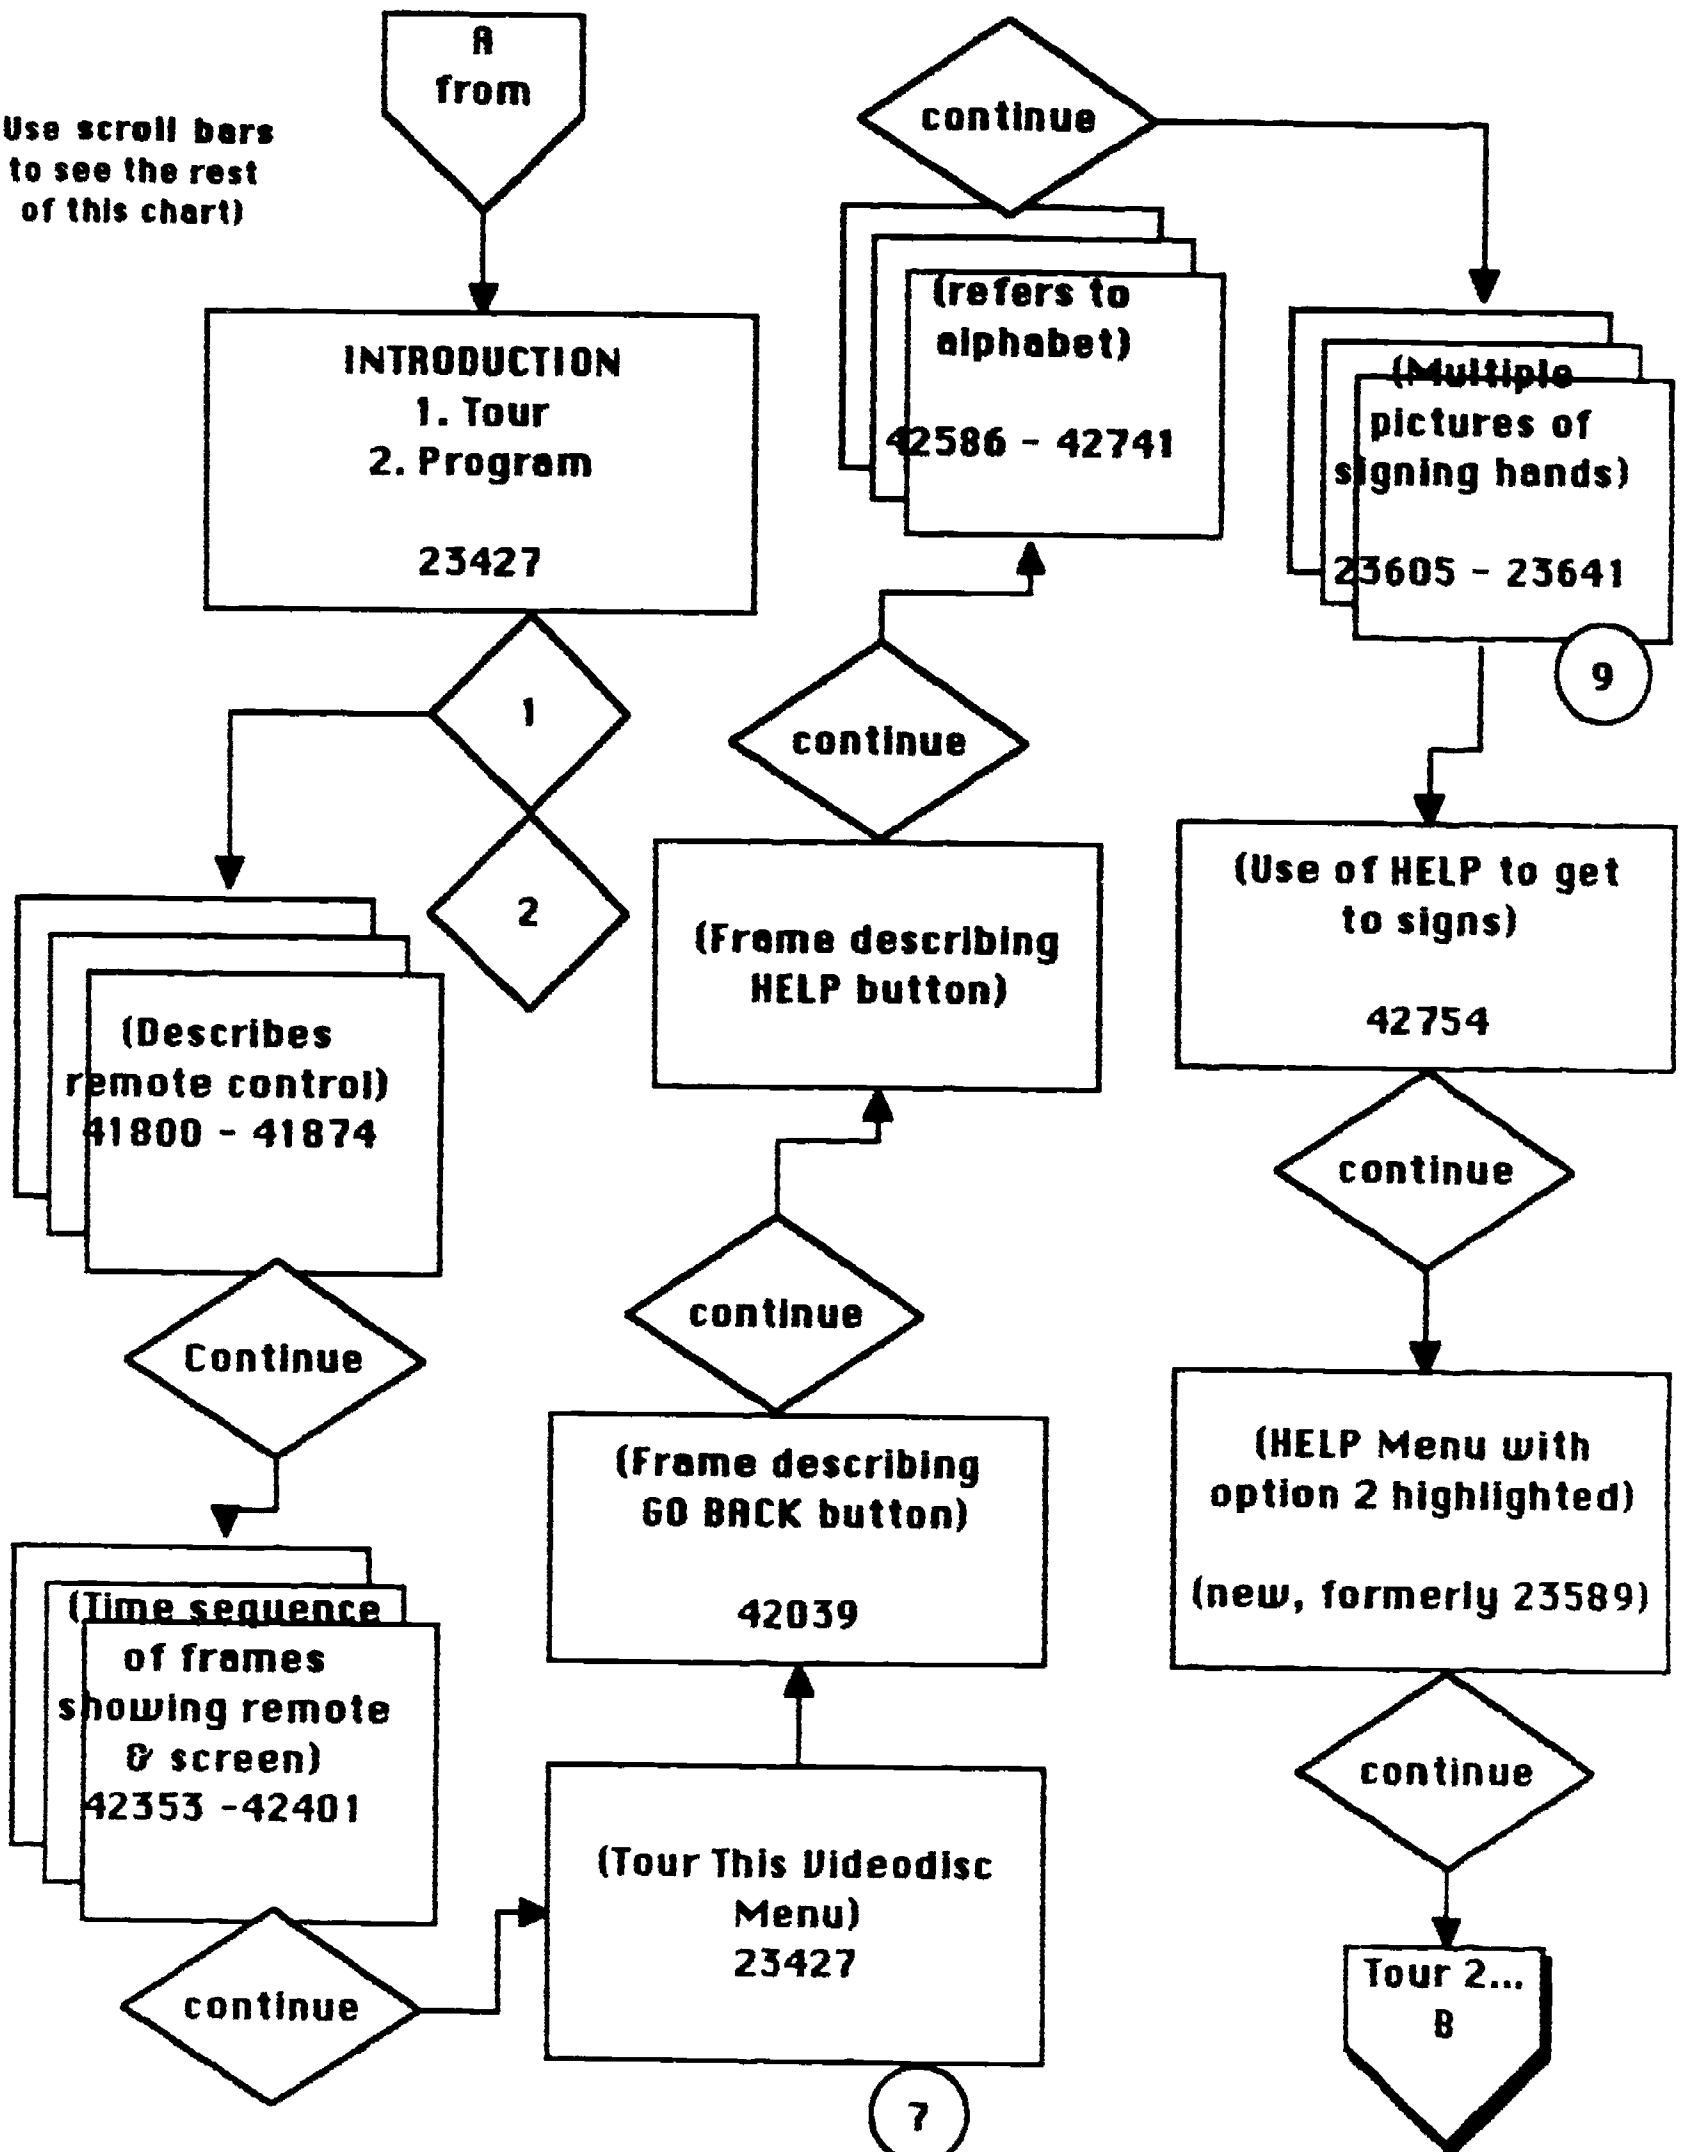 A
from
Use scroll bars
to see the rest
of this chart)
INTRODUCTION
1. Tour
2. Program
23427
1
2
(Describes
remote control)
41800 - 41874
Continue
(Time sequence
of frames
showing remote
& screen)
42353 -42401
continue
(Tour This Videodisc
Menu)
23427
7
(Frame describing
GO BACK button)
42039
continue
(Frame describing
HELP button)
continue
(refers to
alphabet)
42586 - 42741
continue
(Multiple
pictures of
signing hands)
23605 - 23641
9
(Use of HELP to get
to signs)
42754
continue
(HELP Menu with
option 2 highlighted)
(new, formerly 23589)
continue
Tour 2...
B